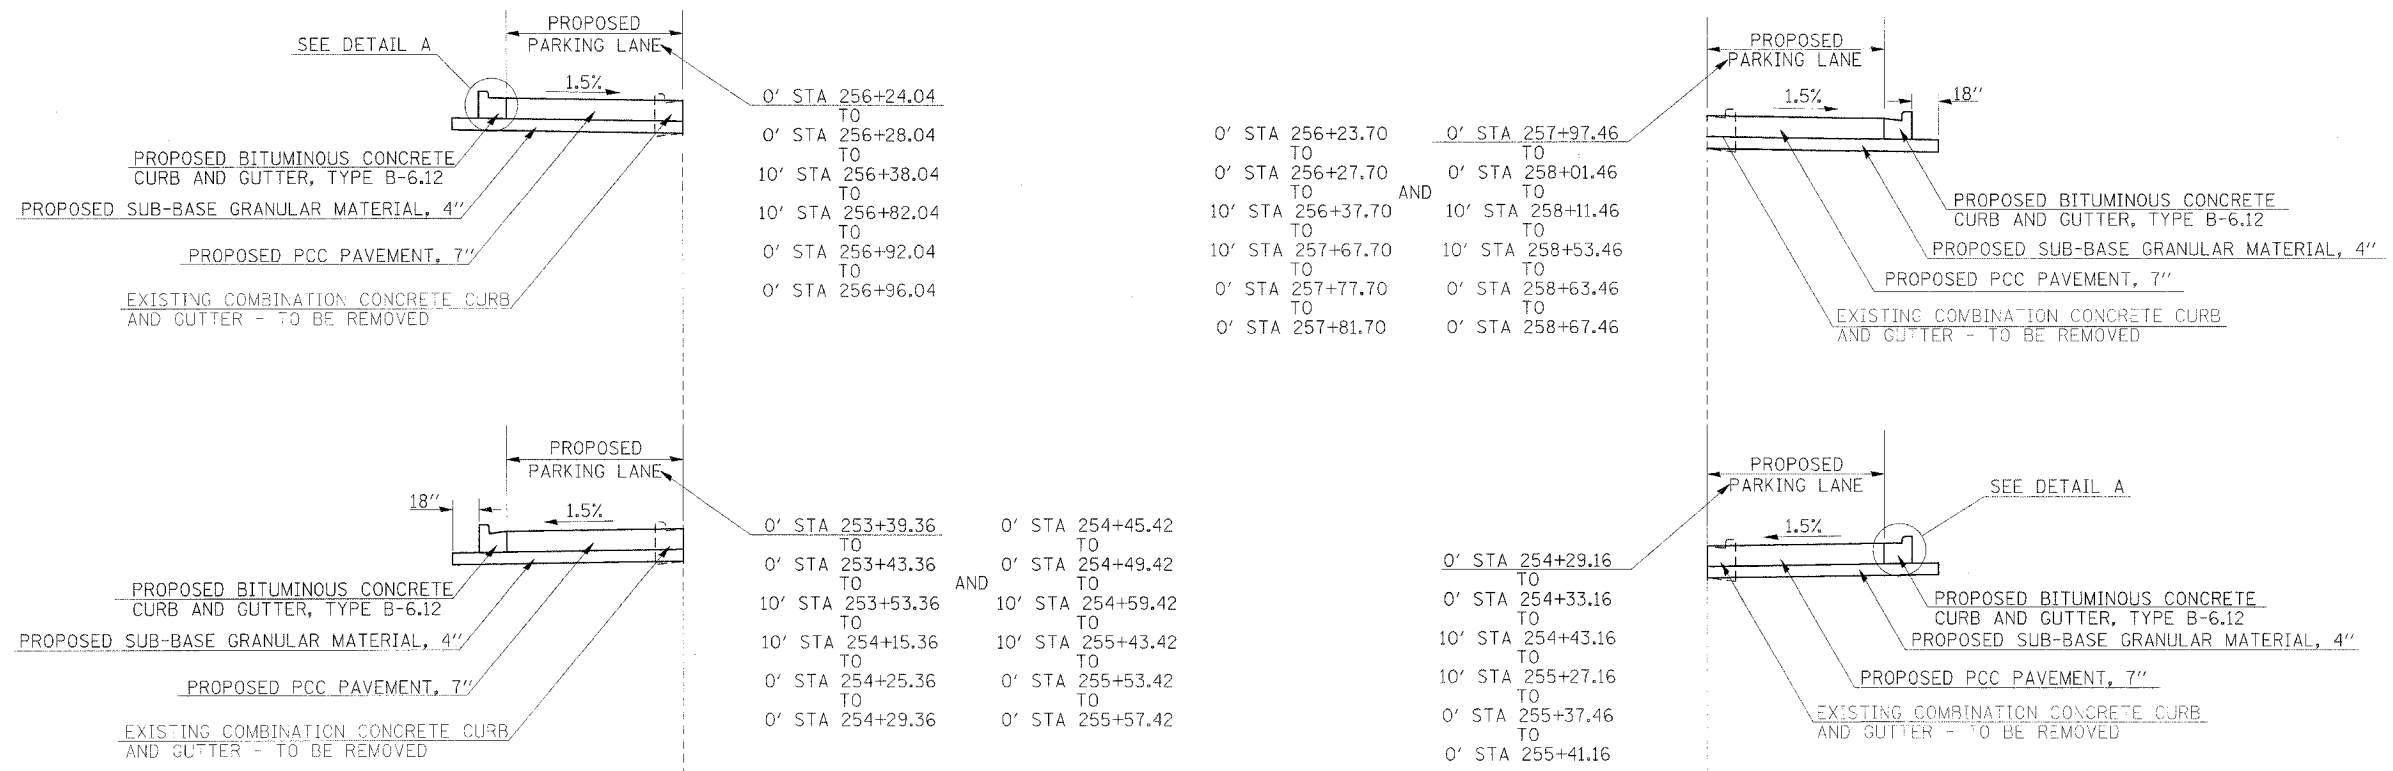 PROPOSED
PARKING LANE
SEE DETAIL A
1.5%
0' STA 256+24.04
TO
0' STA 256+28.04
TO
10' STA 256+38.04
TO
10' STA 256+82.04
TO
0' STA 256+92.04
TO
0' STA 256+96.04
PROPOSED BITUMINOUS CONCRETE
CURB AND GUTTER, TYPE B-6.12
PROPOSED SUB-BASE GRANULAR MATERIAL, 4"
PROPOSED PCC PAVEMENT, 7"
EXISTING COMBINATION CONCRETE CURB
AND GUTTER - TO BE REMOVED
PROPOSED
PARKING LANE
1.5%
18"
0' STA 256+23.70
TO
0' STA 256+27.70
TO
10' STA 256+37.70
TO
10' STA 257+67.70
TO
0' STA 257+77.70
TO
0' STA 257+81.70
AND
0' STA 257+97.46
TO
0' STA 258+01.46
TO
10' STA 258+11.46
TO
10' STA 258+53.46
TO
0' STA 258+63.46
TO
0' STA 258+67.46
PROPOSED BITUMINOUS CONCRETE
CURB AND GUTTER, TYPE B-6.12
PROPOSED SUB-BASE GRANULAR MATERIAL, 4"
PROPOSED PCC PAVEMENT, 7"
EXISTING COMBINATION CONCRETE CURB
AND GUTTER - TO BE REMOVED
PROPOSED
PARKING LANE
18"
1.5%
0' STA 253+39.36
TO
0' STA 253+43.36
TO
10' STA 253+53.36
TO
10' STA 254+15.36
TO
0' STA 254+25.36
TO
0' STA 254+29.36
AND
0' STA 254+45.42
TO
0' STA 254+49.42
TO
10' STA 254+59.42
TO
10' STA 255+43.42
TO
0' STA 255+53.42
TO
0' STA 255+57.42
PROPOSED BITUMINOUS CONCRETE
CURB AND GUTTER, TYPE B-6.12
PROPOSED SUB-BASE GRANULAR MATERIAL, 4"
PROPOSED PCC PAVEMENT, 7"
EXISTING COMBINATION CONCRETE CURB
AND GUTTER - TO BE REMOVED
PROPOSED
PARKING LANE
SEE DETAIL A
1.5%
0' STA 254+29.16
TO
0' STA 254+33.16
TO
10' STA 254+43.16
TO
10' STA 255+27.16
TO
0' STA 255+37.46
TO
0' STA 255+41.16
PROPOSED BITUMINOUS CONCRETE
CURB AND GUTTER, TYPE B-6.12
PROPOSED SUB-BASE GRANULAR MATERIAL, 4"
PROPOSED PCC PAVEMENT, 7"
EXISTING COMBINATION CONCRETE CURB
AND GUTTER - TO BE REMOVED